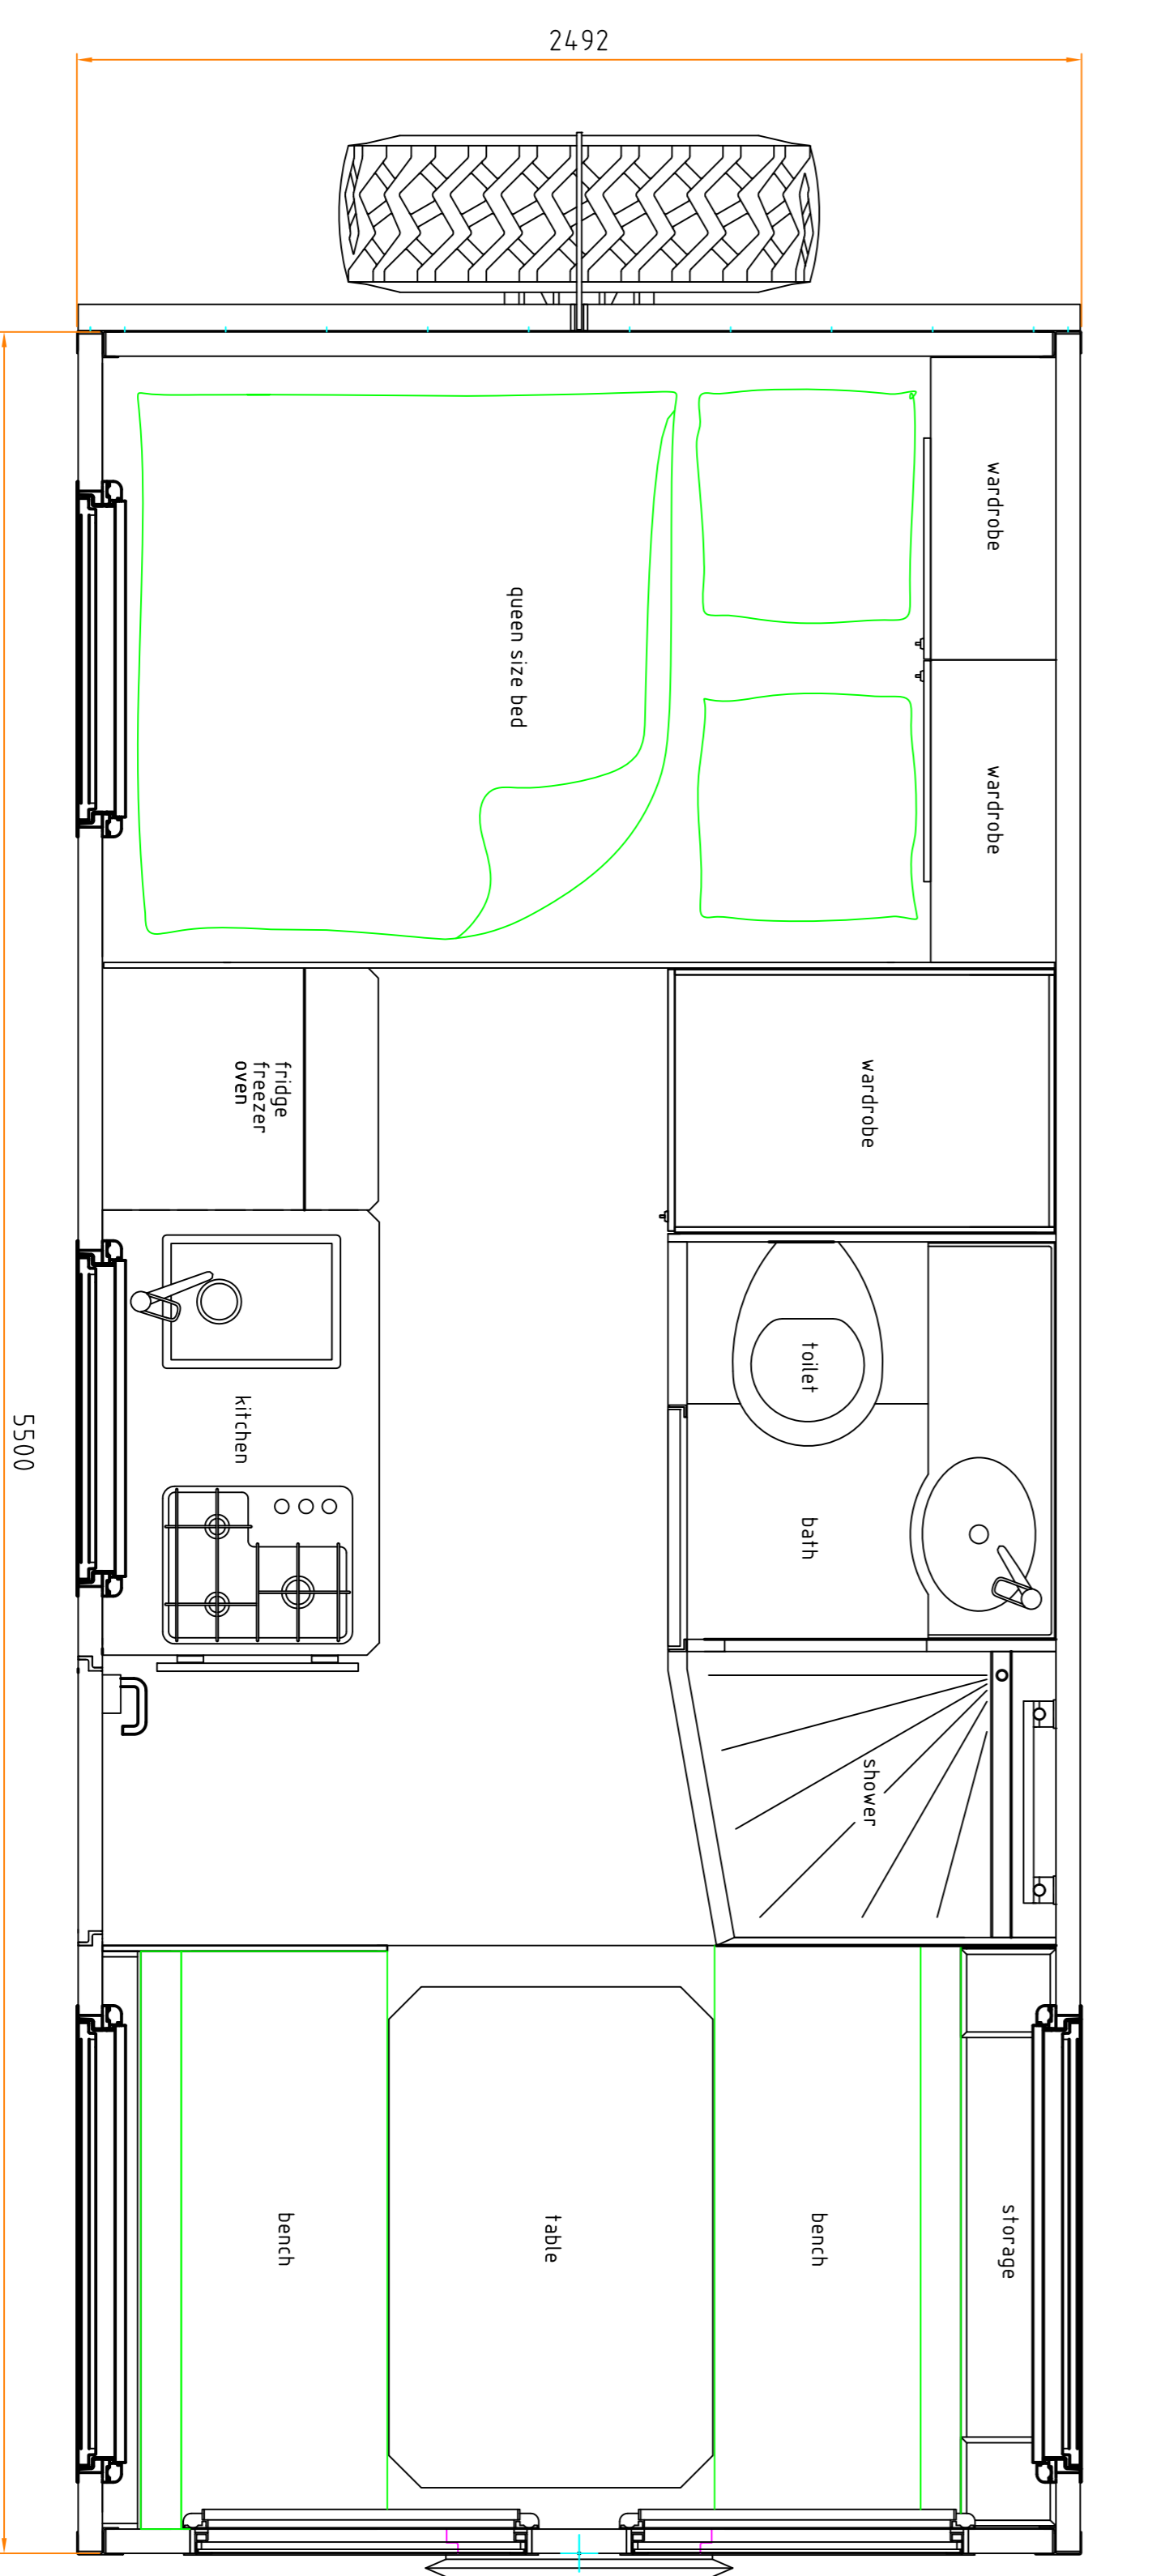 2492
wardrobe
queen size bed
wardrobe
fridge
freezer
oven
wardrobe
toilet
kitchen
5500
bath
shower
bench
table
bench
storage